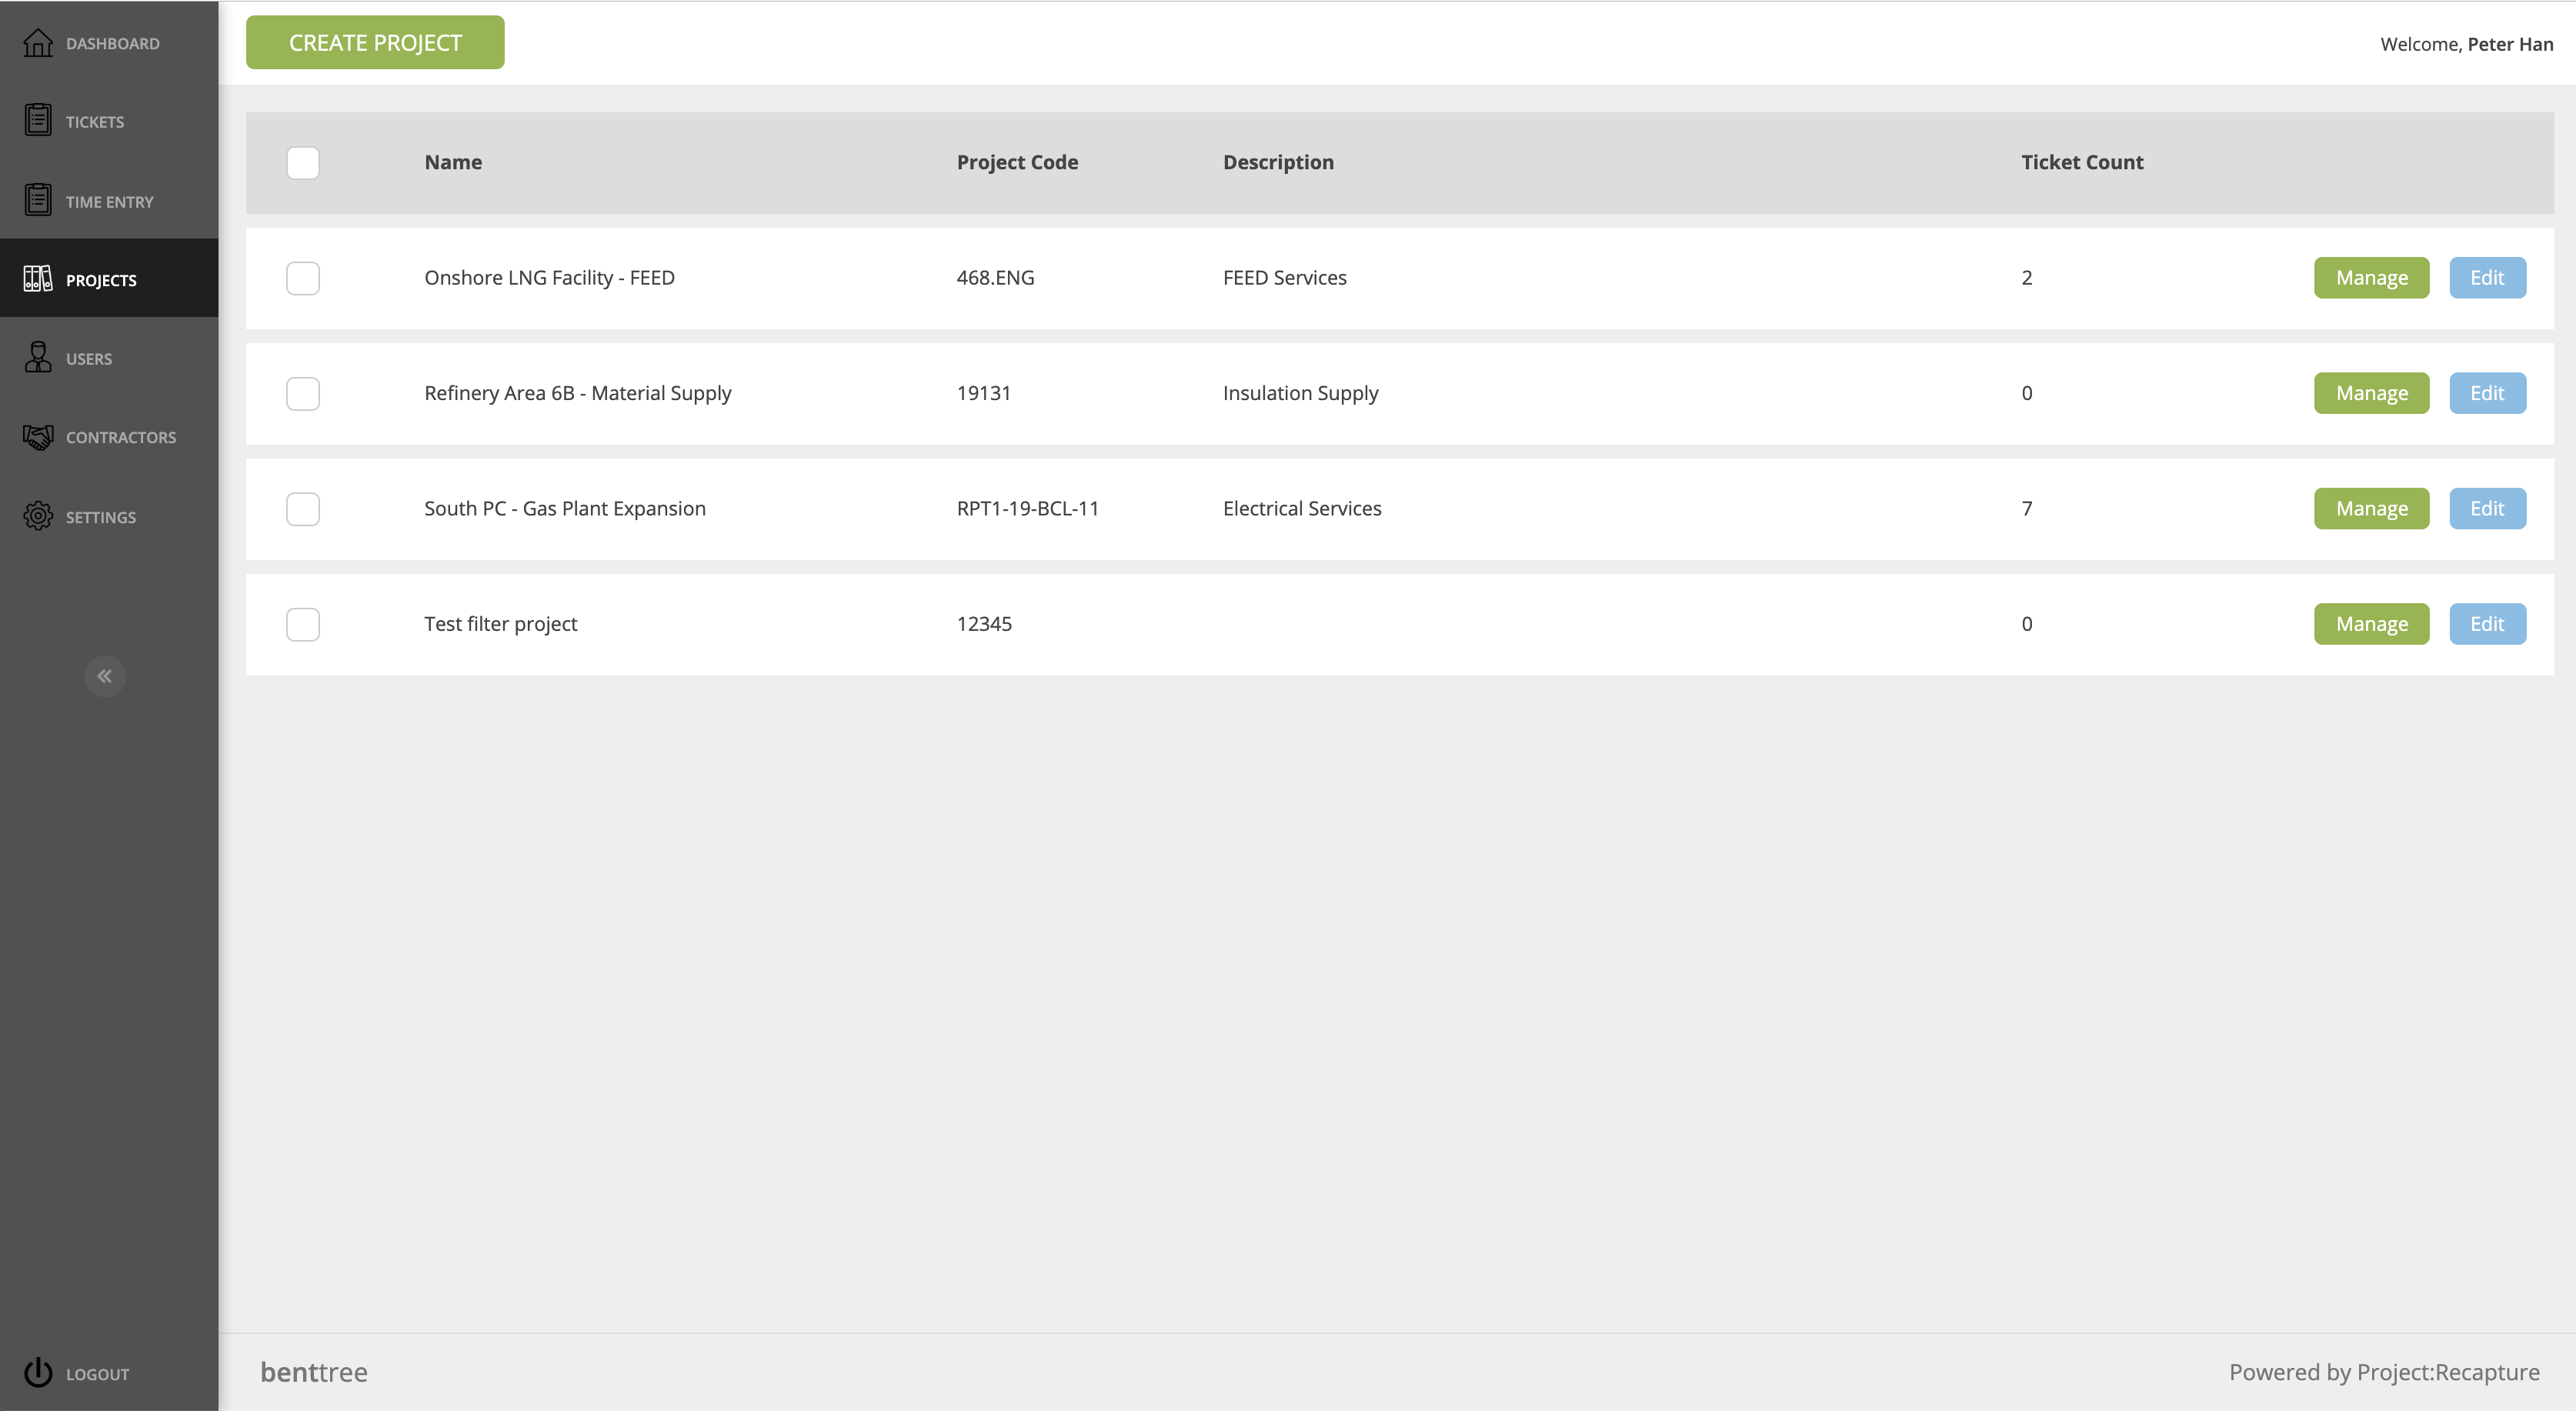 DASHBOARD
TICKETS
TIME ENTRY
PROJECTS
USERS
CONTRACTORS
SETTINGS
LOGOUT
CREATE PROJECT
Welcome, Peter Han
Name Project Code Description Ticket Count
Onshore LNG Facility - FEED 468.ENG FEED Services 2 Manage Edit
Refinery Area 6B - Material Supply 19131 Insulation Supply 0 Manage Edit
South PC - Gas Plant Expansion RPT1-19-BCL-11 Electrical Services 7 Manage Edit
Test filter project 12345 0 Manage Edit
benttree
Powered by Project:Recapture